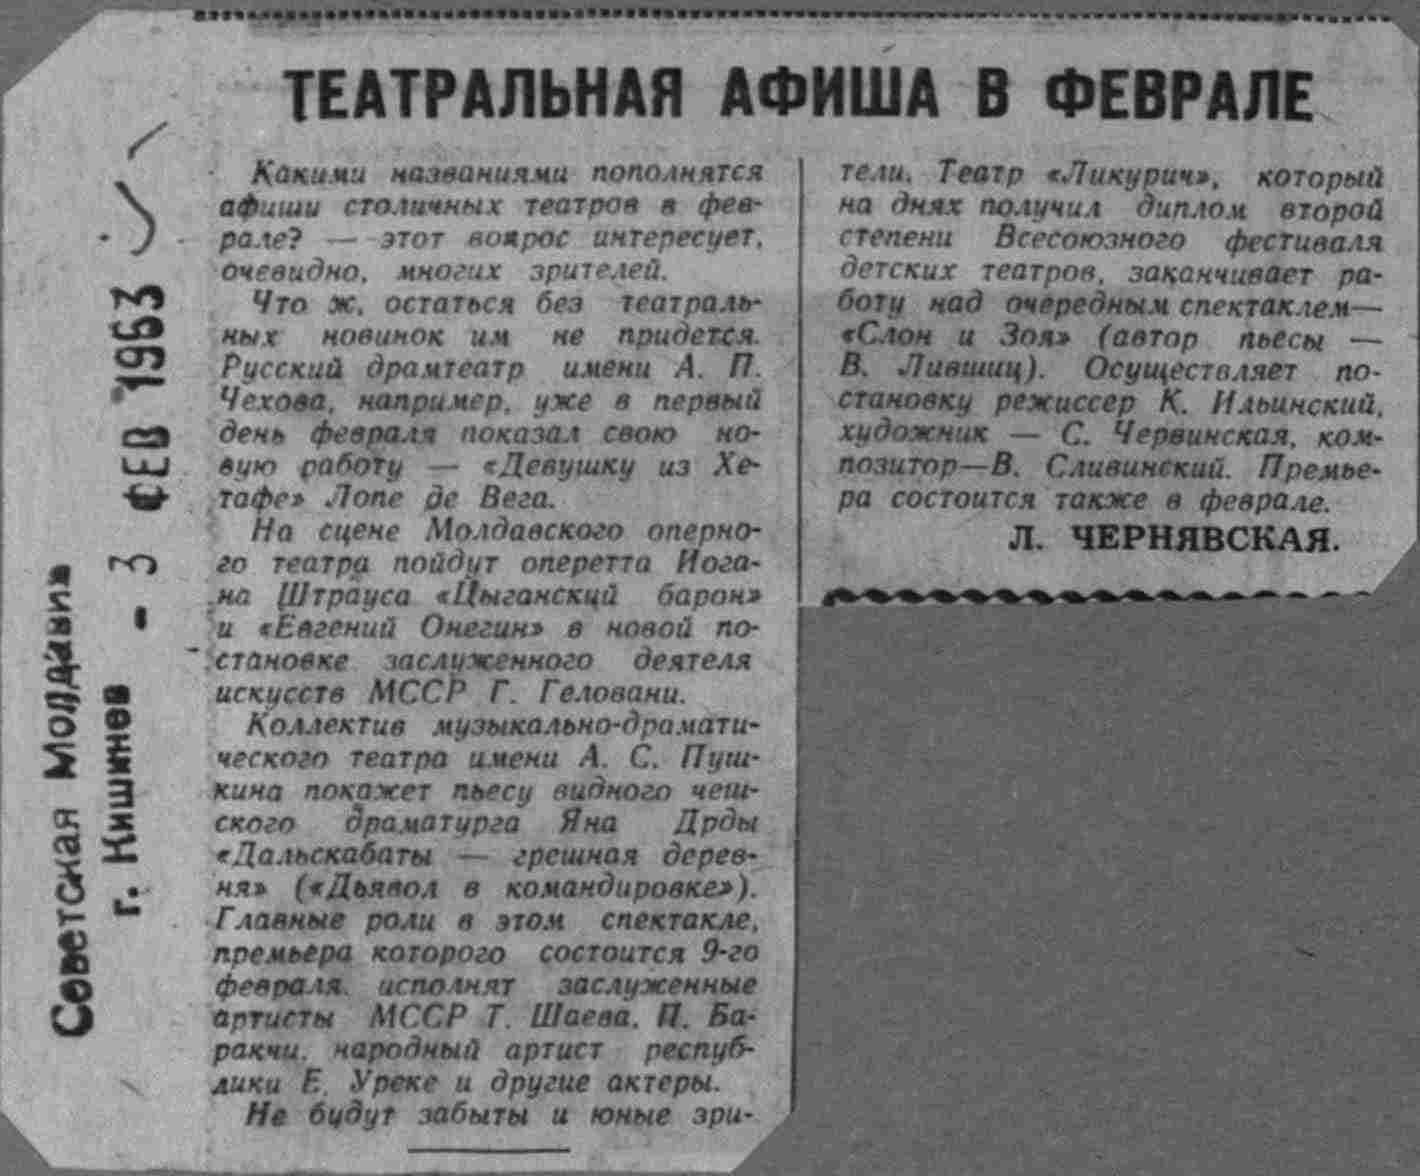 ТЕАТРАЛЬНАЯ АФИША В ФЕВРАЛЕ
Какими названиями пополнятся
афиши столичных театров в фев-
рале? — этот вопрос интересует,
очевидно, многих зрителей.
Что ж, остаться без театраль-
ных новинок им не придется.
Русский драмтеатр имени А. П.
Чехова, например, уже в первый
день февраля показал свою но-
вую работу — «Девушку из Хе-
тафе» Лопе де Вега.
На сцене Молдавского оперно-
го театра пойдут оперетта Иога-
на Штрауса «Цыганский барон»
и «Евгений Онегин» в новой по-
становке заслуженного деятеля
искусств МССР Г. Геловани.
Коллектив музыкально-драмати-
ческого театра имени А. С. Пуш-
кина покажет пьесу видного чеш-
ского драматурга Яна Дрды
«Дальскабаты — грешная дерев-
ня» («Дьявол в командировке»).
Главные роли в этом спектакле,
премьера которого состоится 9-го
февраля, исполнят заслуженные
артисты МССР Т. Шаева, П. Ба-
ракчи, народный артист респуб-
лики Е. Уреке и другие актеры.
Не будут забыты и юные зри-
тели. Театр «Ликурич», который
на днях получил диплом второй
степени Всесоюзного фестиваля
детских театров, заканчивает ра-
боту над очередным спектаклем—
«Слон и Зоя» (автор пьесы —
В. Лившиц). Осуществляет по-
становку режиссер К. Ильинский,
художник — С. Червинская, ком-
позитор—В. Сливинский. Премье-
ра состоится также в феврале.
Л. ЧЕРНЯВСКАЯ.
Советская Молдавия
г. Кишинев
- 3 ФЕВ 1963